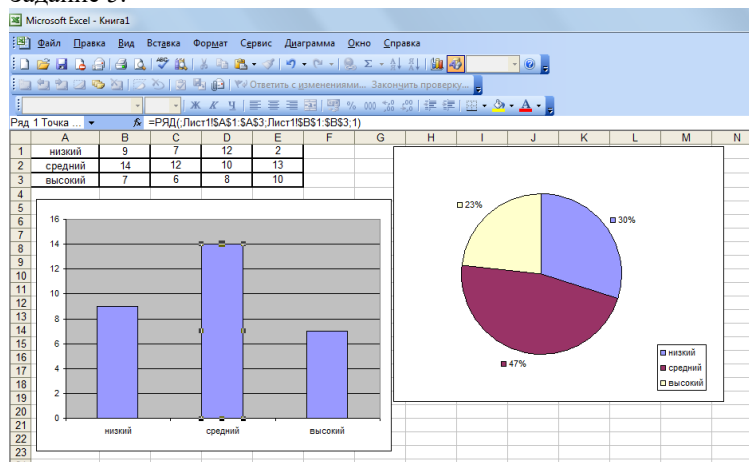 Задание 3.
Microsoft Excel - Книга1
Файл Правка Вид Вставка Формат Сервис Диаграмма Окно Справка
Ответить с изменениями... Закончить проверку...
Ж К Ч % 000
Ряд 1 Точка ... fx =РЯД(;Лист1!$A$1:$A$3;Лист1!$B$1:$B$3;1)
A B C D E F G H I J K L M N
1 низкий 9 7 12 2
2 средний 14 12 10 13
3 высокий 7 6 8 10
4
5
6
7
8
9
10
11
12
13
14
15
16
17
18
19
20
21
22
23
16
14
12
10
8
6
4
2
0
низкий средний высокий
23%
30%
47%
низкий
средний
высокий